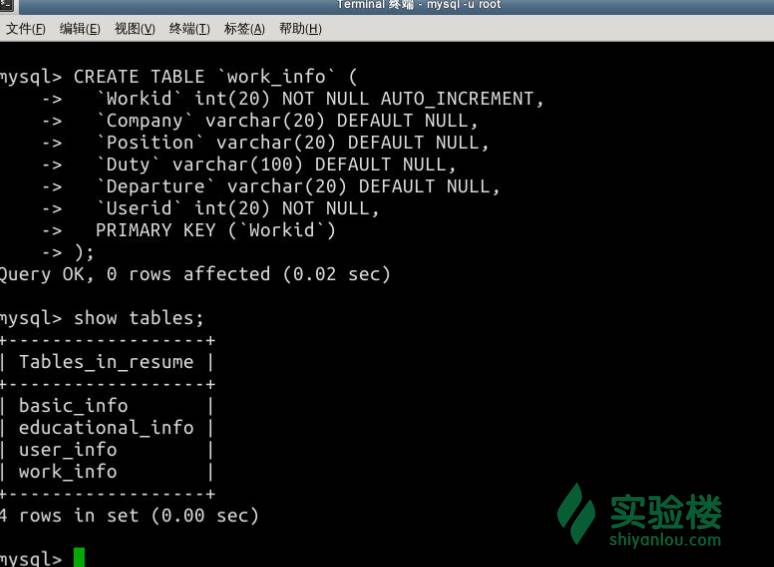 Terminal 终端 - mysql -u root
文件(F) 编辑(E) 视图(V) 终端(T) 标签(A) 帮助(H)
mysql> CREATE TABLE `work_info` (
-> `Workid` int(20) NOT NULL AUTO_INCREMENT,
-> `Company` varchar(20) DEFAULT NULL,
-> `Position` varchar(20) DEFAULT NULL,
-> `Duty` varchar(100) DEFAULT NULL,
-> `Departure` varchar(20) DEFAULT NULL,
-> `Userid` int(20) NOT NULL,
-> PRIMARY KEY (`Workid`)
-> );
Query OK, 0 rows affected (0.02 sec)
mysql> show tables;
+------------------+
| Tables_in_resume |
+------------------+
| basic_info       |
| educational_info |
| user_info        |
| work_info        |
+------------------+
4 rows in set (0.00 sec)
mysql>
实验楼
shiyanlou.com